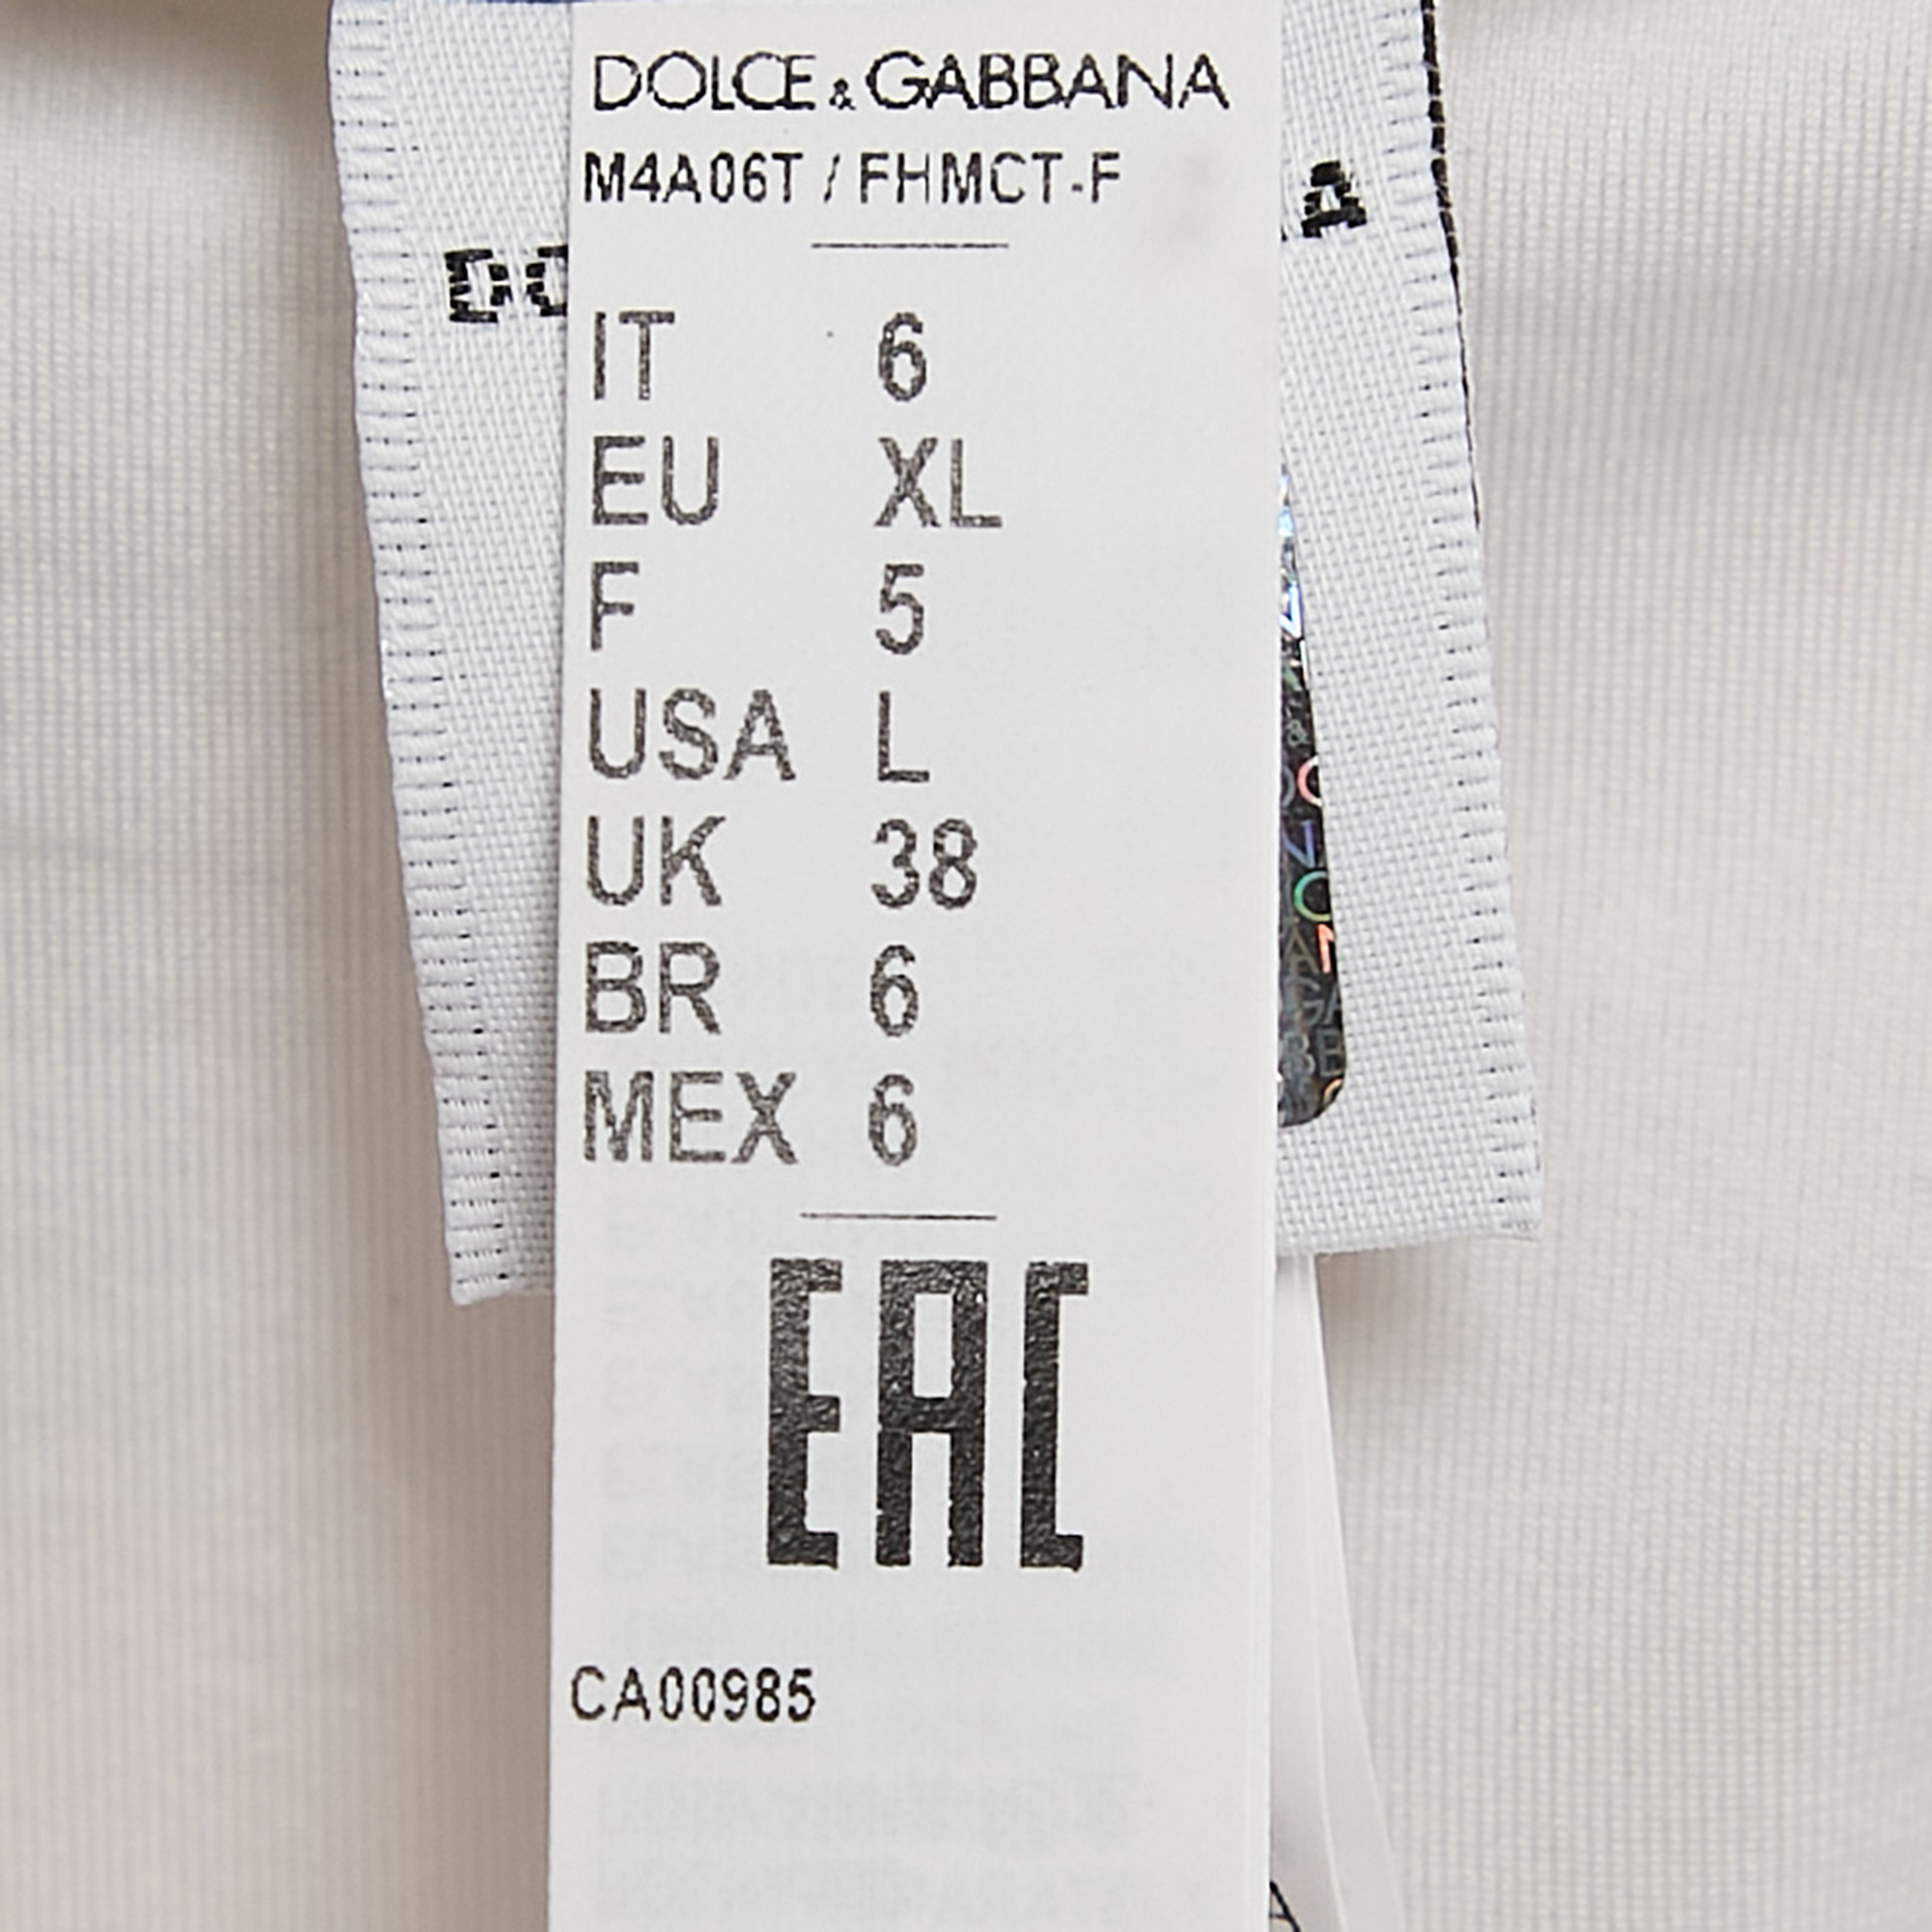 DOLCE & GABBANA
M4A06T / FHMCT-F
IT 6
EU XL
F 5
USA L
UK 38
BR 6
MEX 6
EAC
CA00985